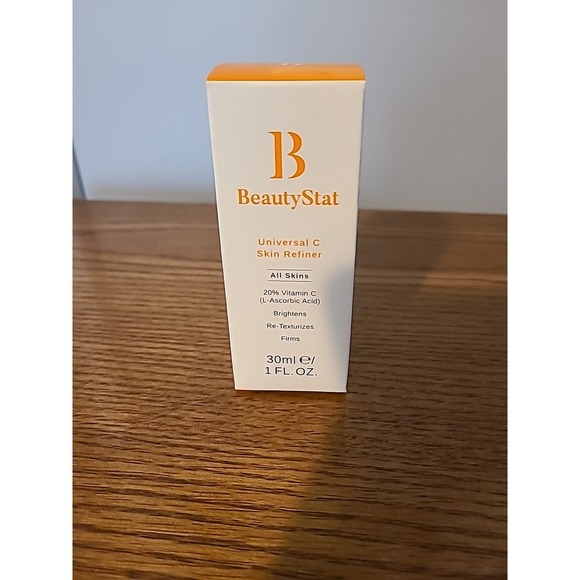 B
BeautyStat
Universal C
Skin Refiner
All Skins
20% Vitamin C
(L-Ascorbic Acid)
Brightens
Re-Texturizes
Firms
30ml ℮/
1 FL. OZ.